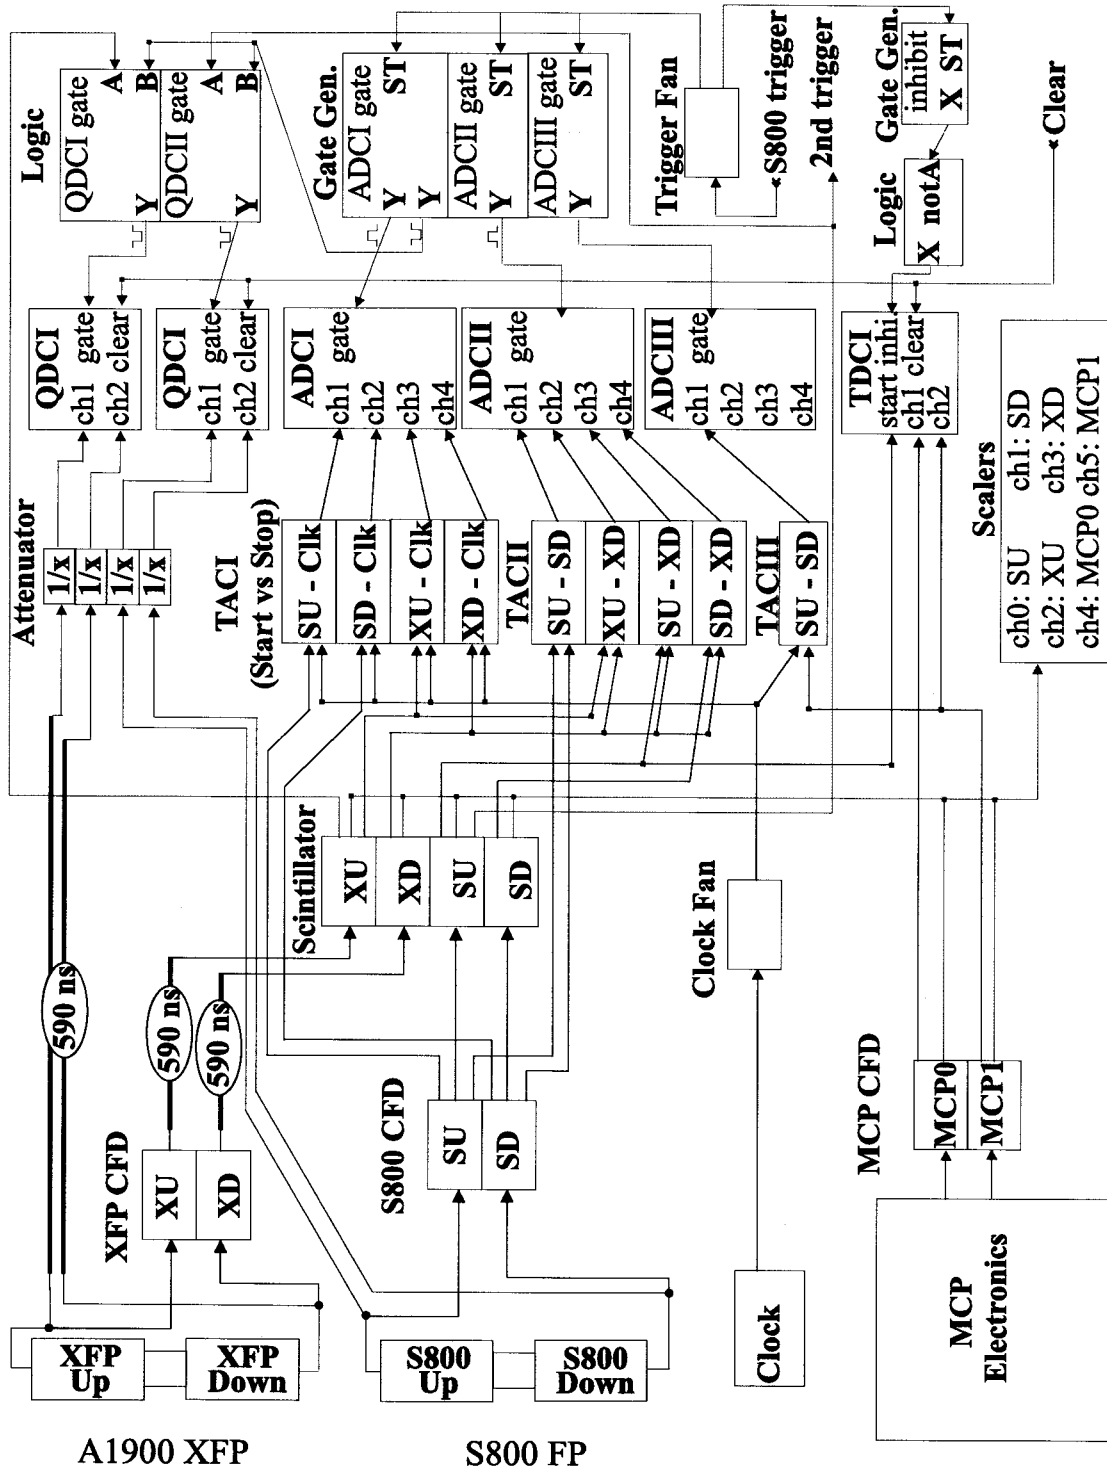 A1900 XFP
S800 FP
XFP
Up
XFP
Down
S800
Up
S800
Down
Clock
MCP
Electronics
XFP CFD
XU
XD
S800 CFD
SU
SD
MCP CFD
MCP0
MCP1
590 ns
590 ns
590 ns
Scintillator
XU
XD
SU
SD
Clock Fan
Attenuator
1/x
1/x
1/x
1/x
TACI
(Start vs Stop)
SU - Clk
SD - Clk
XU - Clk
XD - Clk
TACII
SU - SD
XU - XD
SU - XD
SD - XD
TACIII
SU - SD
Scalers
ch0: SU ch1: SD
ch2: XU ch3: XD
ch4: MCP0 ch5: MCP1
QDCI
ch1 gate
ch2 clear
QDCI
ch1 gate
ch2 clear
ADCI
ch1 gate
ch2
ch3
ch4
ADCII
ch1 gate
ch2
ch3
ch4
ADCIII
ch1 gate
ch2
ch3
ch4
TDCI
start inhi.
ch1 clear
ch2
Logic
QDCI gate
A
Y B
QDCII gate
A
Y B
Gate Gen.
ADCI gate
Y ST
Y
ADCII gate
Y ST
ADCIII gate
Y ST
Trigger Fan
S800 trigger
2nd trigger
Logic
X notA
Gate Gen.
inhibit
X ST
Clear